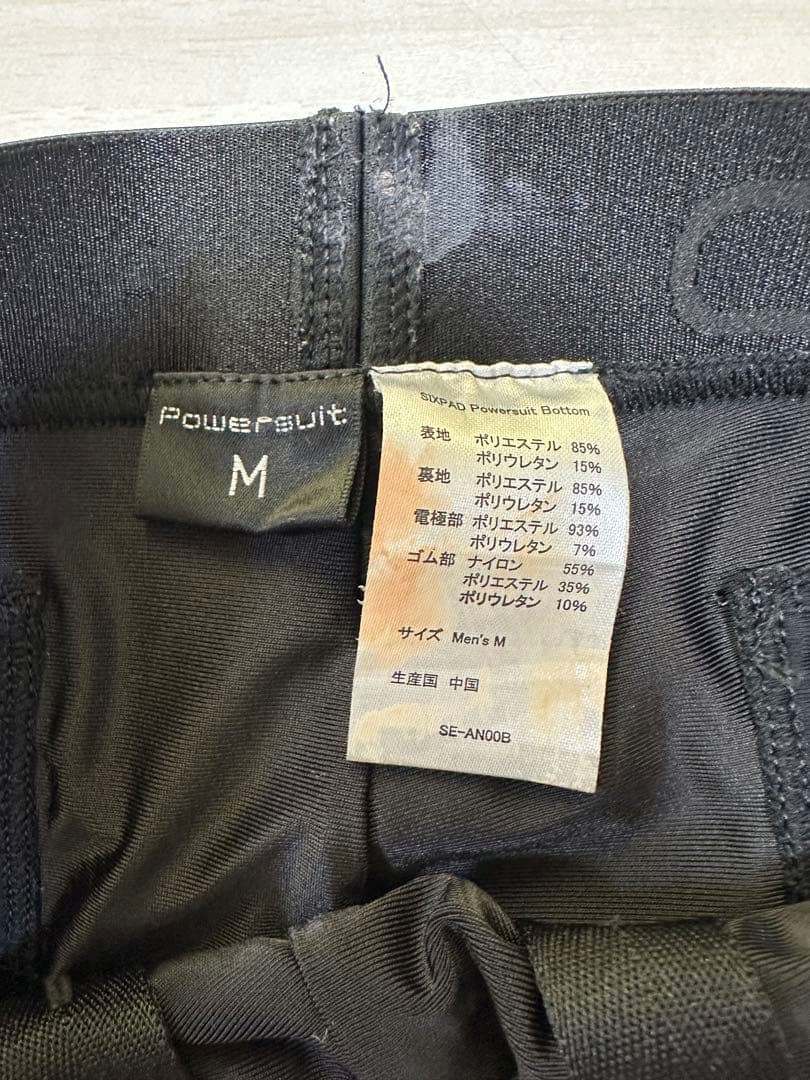 Powersuit
M
SIXPAD Powersuit Bottom
表地 ポリエステル 85%
ポリウレタン 15%
裏地 ポリエステル 85%
ポリウレタン 15%
電極部 ポリエステル 93%
ポリウレタン 7%
ゴム部 ナイロン 55%
ポリエステル 35%
ポリウレタン 10%
サイズ Men's M
生産国 中国
SE-AN00B